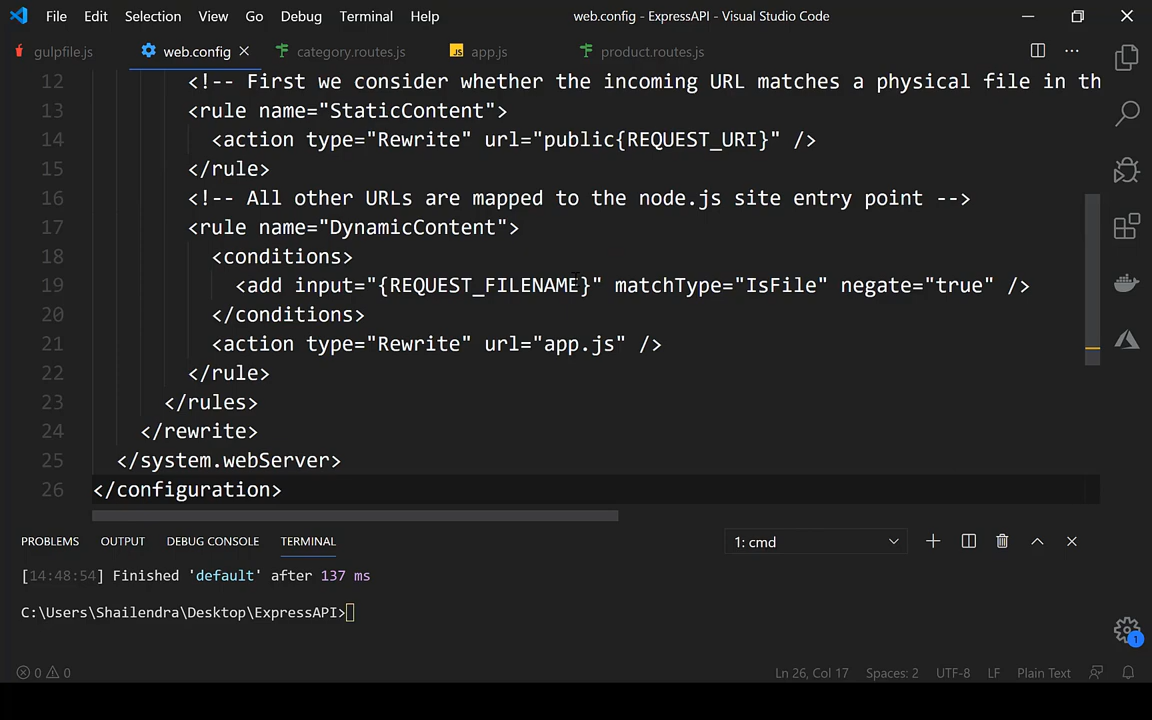 File Edit Selection View Go Debug Terminal Help web.config - ExpressAPI - Visual Studio Code
gulpfile.js web.config category.routes.js JS app.js product.routes.js
12 <!-- First we consider whether the incoming URL matches a physical file in th
13 <rule name="StaticContent">
14 <action type="Rewrite" url="public{REQUEST_URI}" />
15 </rule>
16 <!-- All other URLs are mapped to the node.js site entry point -->
17 <rule name="DynamicContent">
18 <conditions>
19 <add input="{REQUEST_FILENAME}" matchType="IsFile" negate="true" />
20 </conditions>
21 <action type="Rewrite" url="app.js" />
22 </rule>
23 </rules>
24 </rewrite>
25 </system.webServer>
26 </configuration>
PROBLEMS OUTPUT DEBUG CONSOLE TERMINAL 1: cmd
[14:48:54] Finished 'default' after 137 ms
C:\Users\Shailendra\Desktop\ExpressAPI>
1
0 0 Ln 26, Col 17 Spaces: 2 UTF-8 LF Plain Text